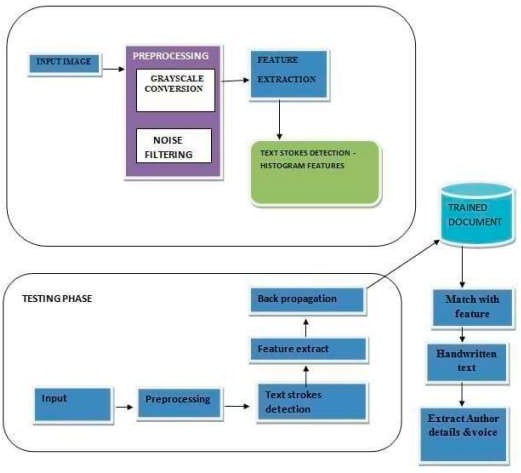 INPUT IMAGE
PREPROCESSING
GRAYSCALE
CONVERSION
NOISE
FILTERING
FEATURE
EXTRACTION
TEXT STOKES DETECTION –
HISTOGRAM FEATURES
TRAINED
DOCUMENT
TESTING PHASE
Back propagation
Feature extract
Input
Preprocessing
Text strokes
detection
Match with
feature
Handwritten
text
Extract Author
details &voice